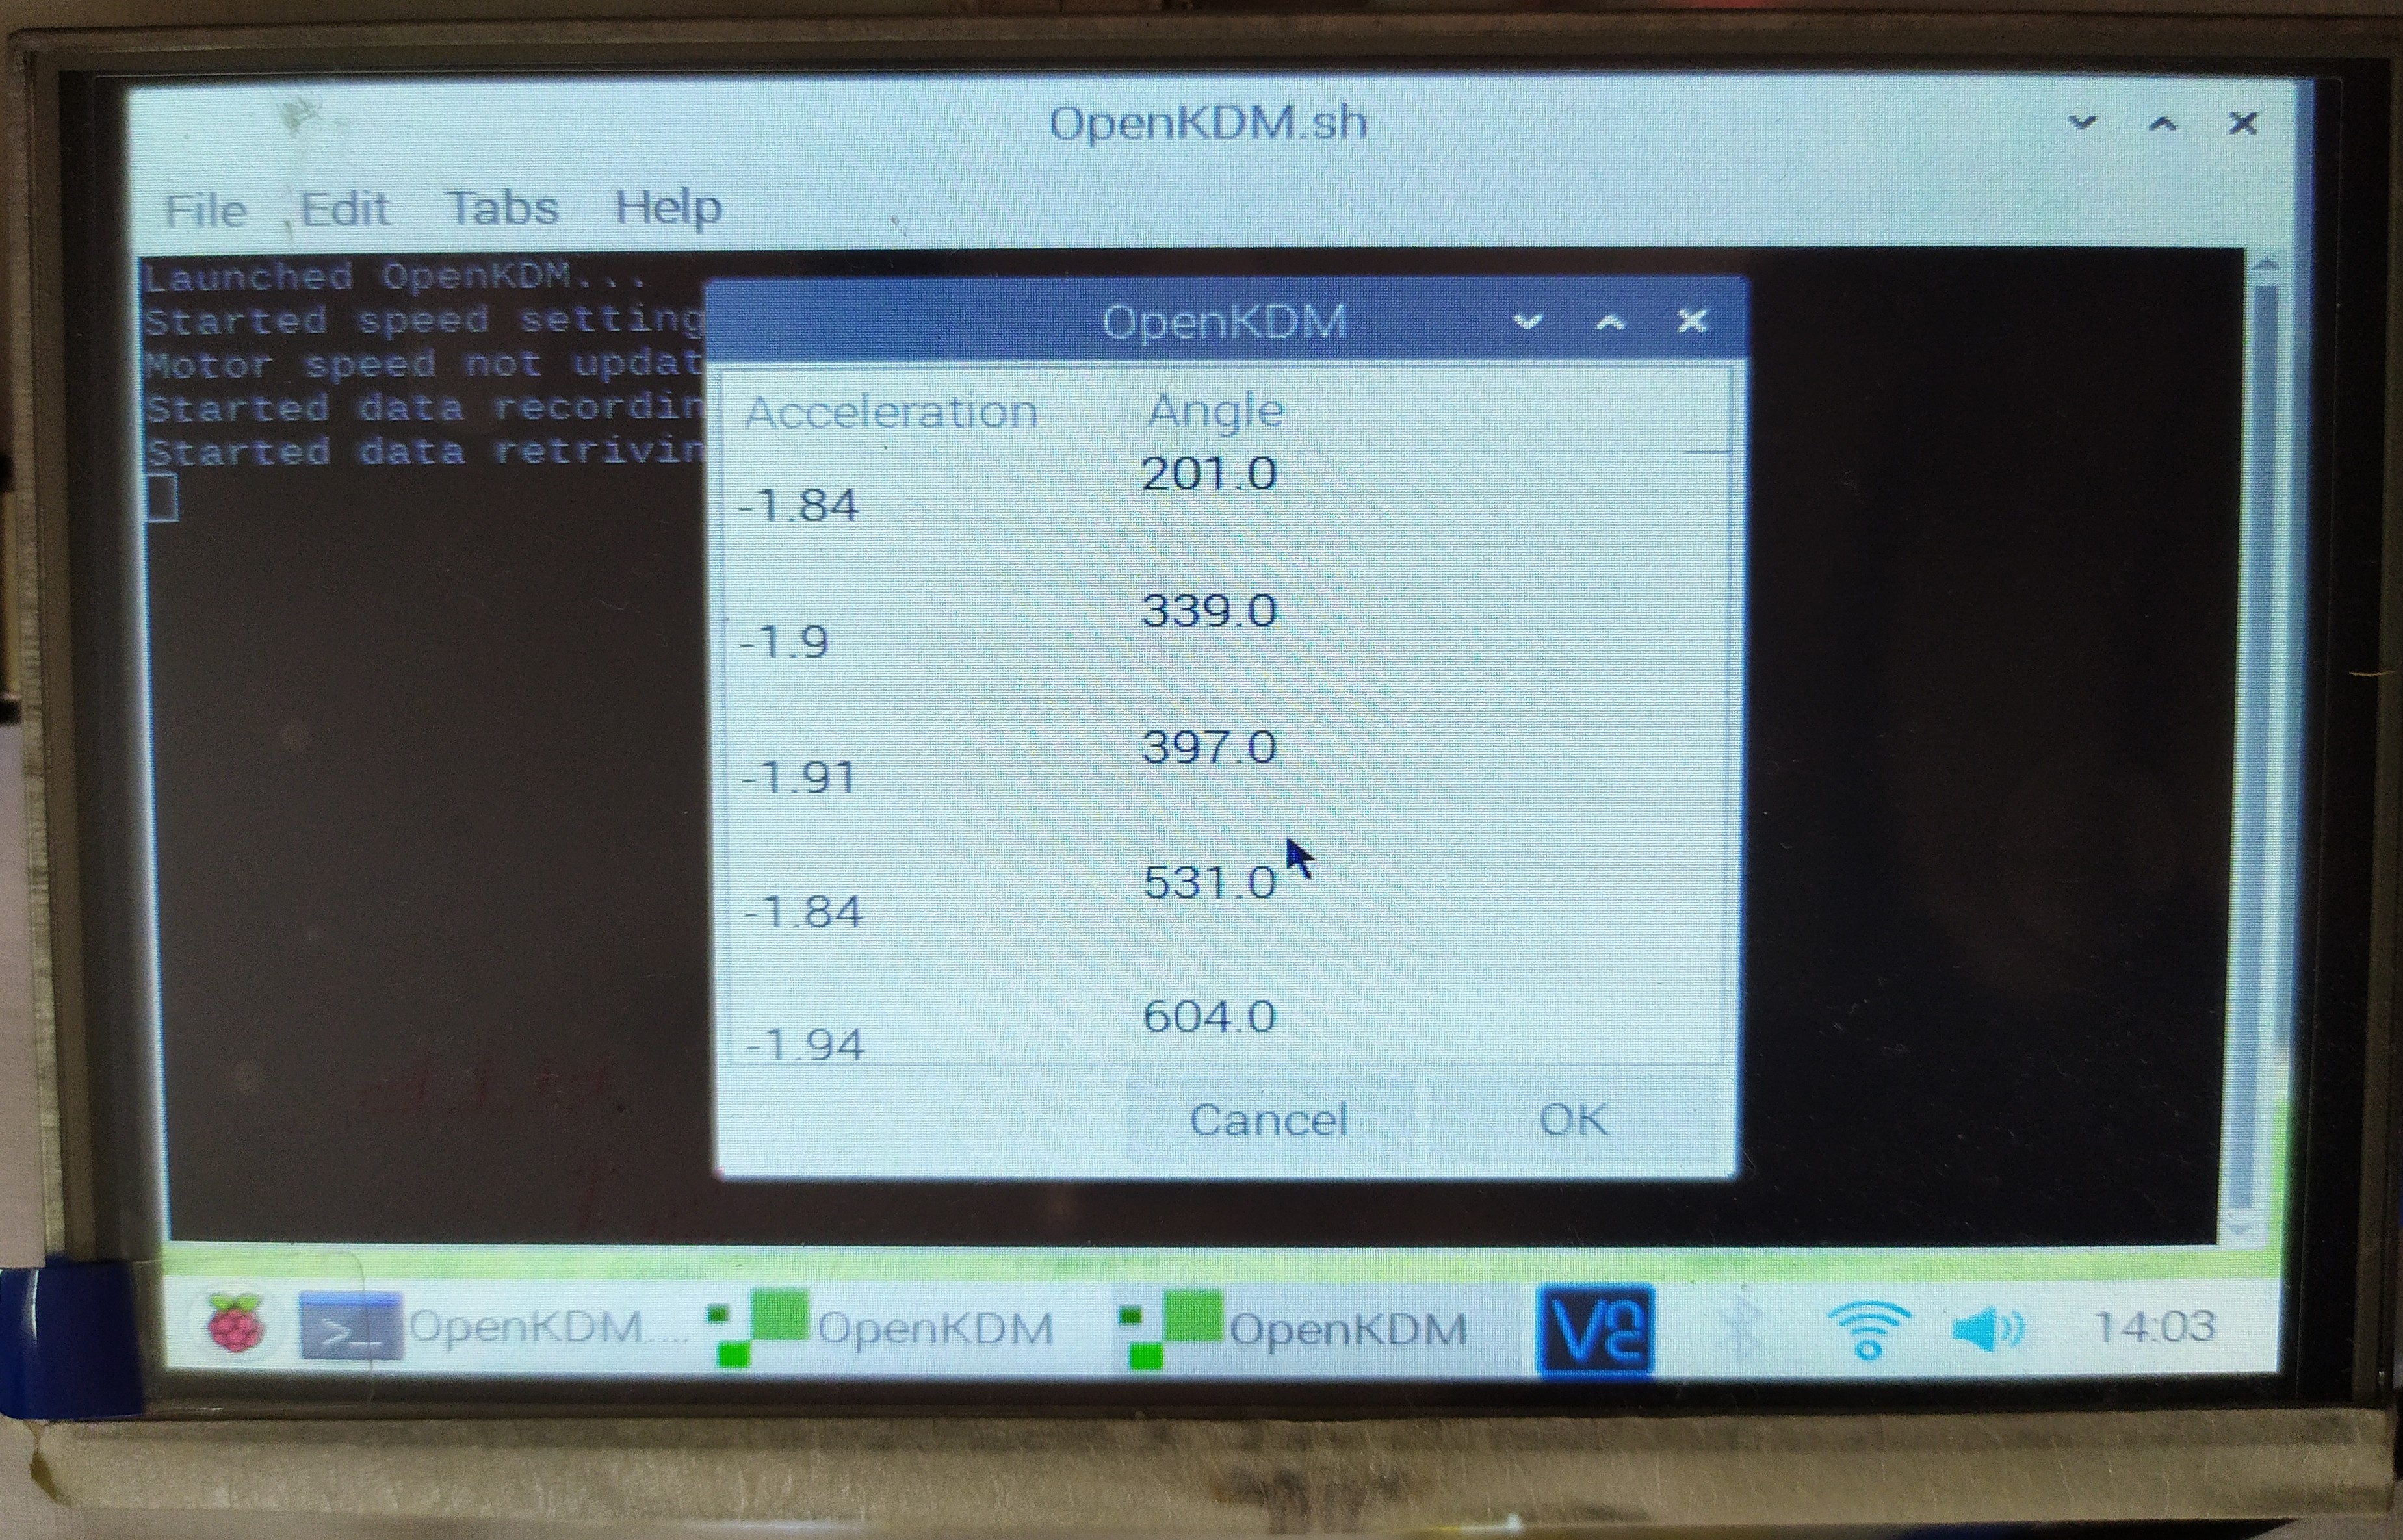 OpenKDM.sh
File Edit Tabs Help
Launched OpenKDM...
Started speed setting
Motor speed not updat
Started data recordin
Started data retrivin
OpenKDM
Acceleration Angle
201.0
-1.84
339.0
-1.9
397.0
-1.91
531.0
-1.84
604.0
-1.94
Cancel OK
>_ OpenKDM.... OpenKDM OpenKDM 14:03